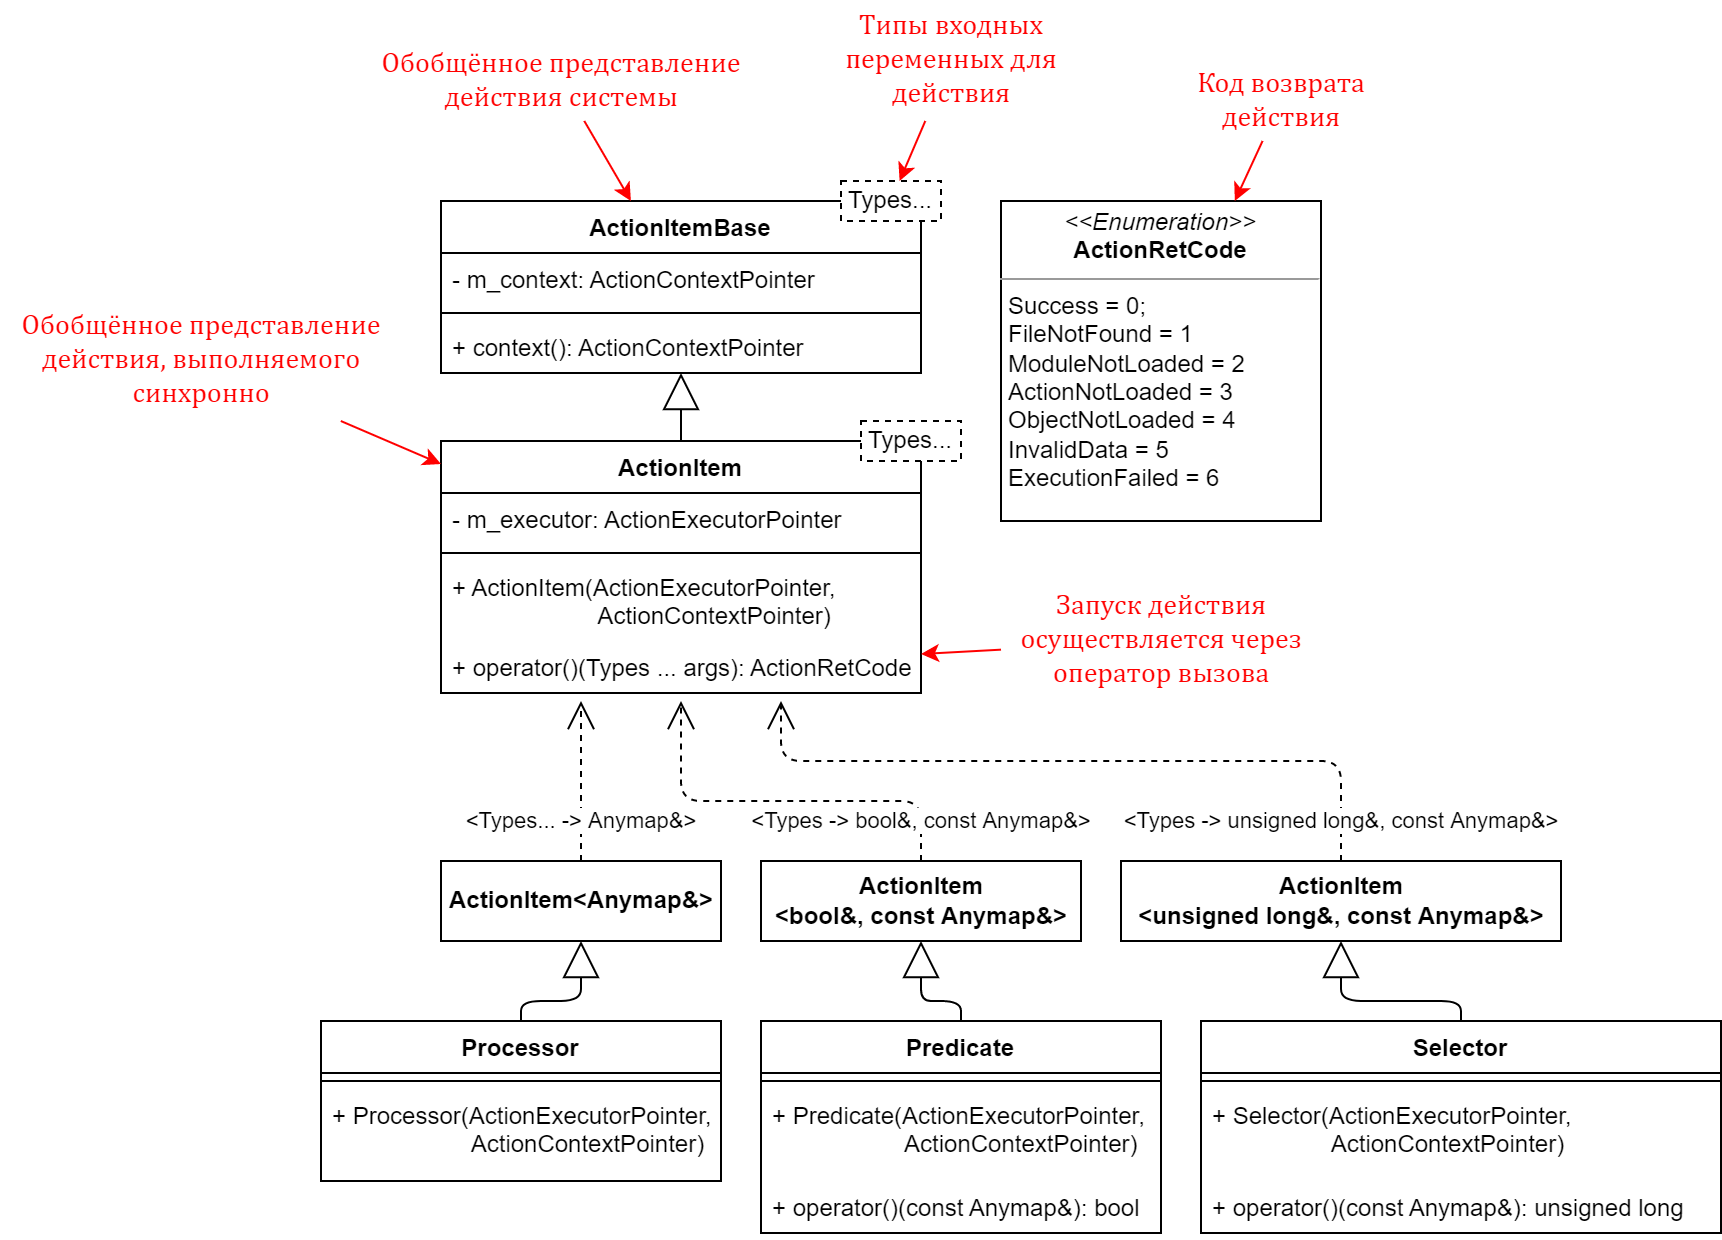 Типы входных
переменных для
действия
Обобщённое представление
действия системы
Код возврата
действия
Types...
ActionItemBase
- m_context: ActionContextPointer
+ context(): ActionContextPointer
<<Enumeration>>
ActionRetCode
Success = 0;
FileNotFound = 1
ModuleNotLoaded = 2
ActionNotLoaded = 3
ObjectNotLoaded = 4
InvalidData = 5
ExecutionFailed = 6
Обобщённое представление
действия, выполняемого
синхронно
Types...
ActionItem
- m_executor: ActionExecutorPointer
+ ActionItem(ActionExecutorPointer,
ActionContextPointer)
+ operator()(Types ... args): ActionRetCode
Запуск действия
осуществляется через
оператор вызова
<Types... -> Anymap&>
<Types -> bool&, const Anymap&>
<Types -> unsigned long&, const Anymap&>
ActionItem<Anymap&>
ActionItem
<bool&, const Anymap&>
ActionItem
<unsigned long&, const Anymap&>
Processor
+ Processor(ActionExecutorPointer,
ActionContextPointer)
Predicate
+ Predicate(ActionExecutorPointer,
ActionContextPointer)
+ operator()(const Anymap&): bool
Selector
+ Selector(ActionExecutorPointer,
ActionContextPointer)
+ operator()(const Anymap&): unsigned long